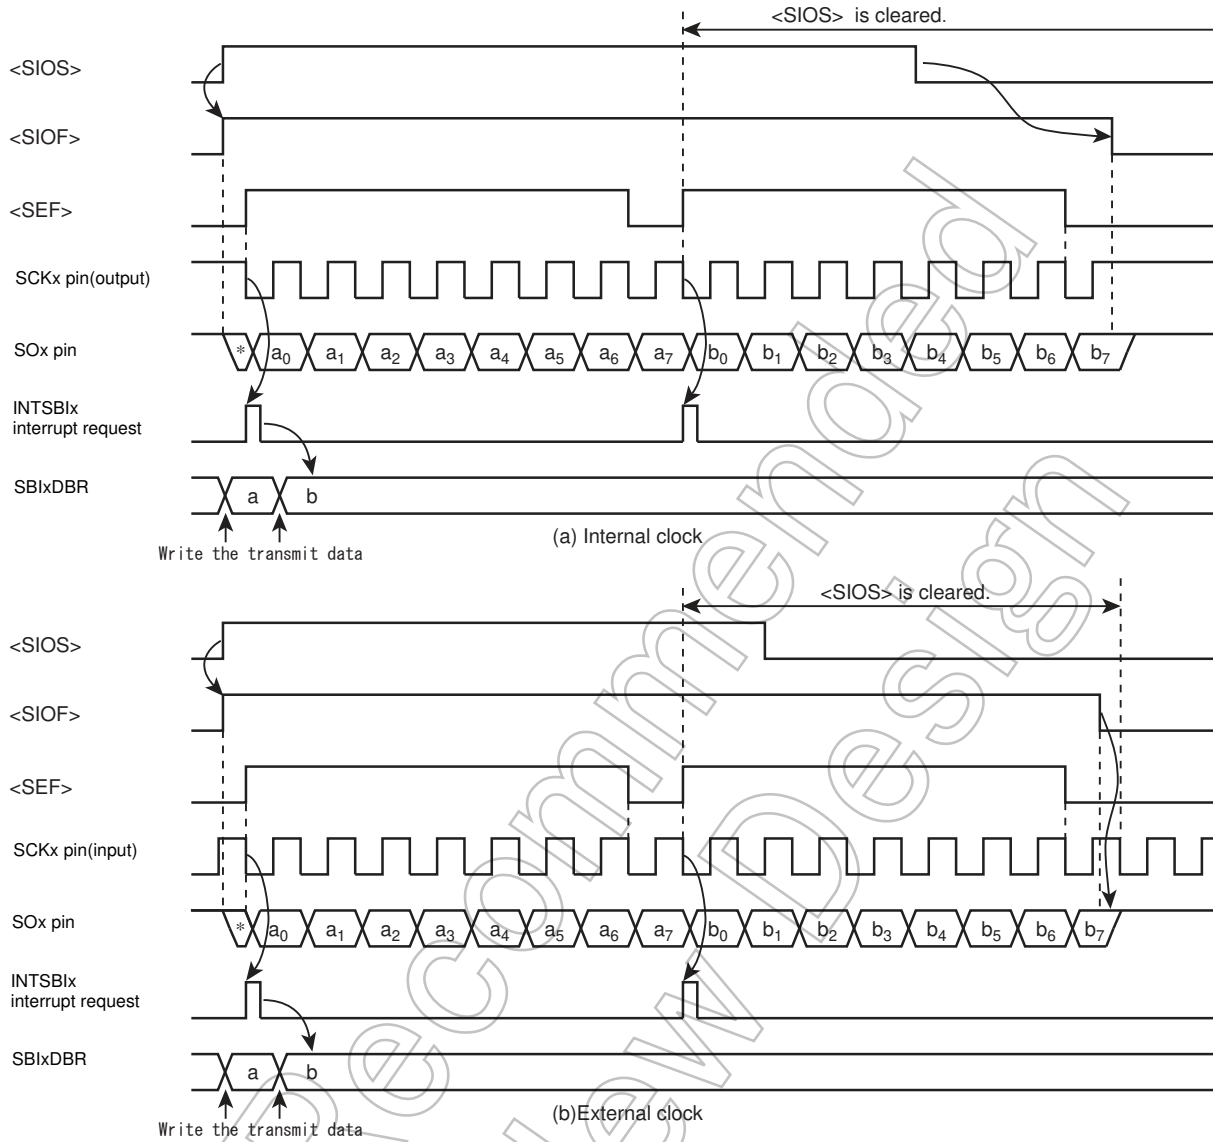 <SIOS> is cleared.
<SIOS>
<SIOF>
<SEF>
SCKx pin(output)
SOx pin
* a0 a1 a2 a3 a4 a5 a6 a7 b0 b1 b2 b3 b4 b5 b6 b7
INTSBIx
interrupt request
SBIxDBR
a b
Write the transmit data
(a) Internal clock
<SIOS> is cleared.
<SIOS>
<SIOF>
<SEF>
SCKx pin(input)
SOx pin
* a0 a1 a2 a3 a4 a5 a6 a7 b0 b1 b2 b3 b4 b5 b6 b7
INTSBIx
interrupt request
SBIxDBR
a b
Write the transmit data
(b)External clock
Recommended
New Design